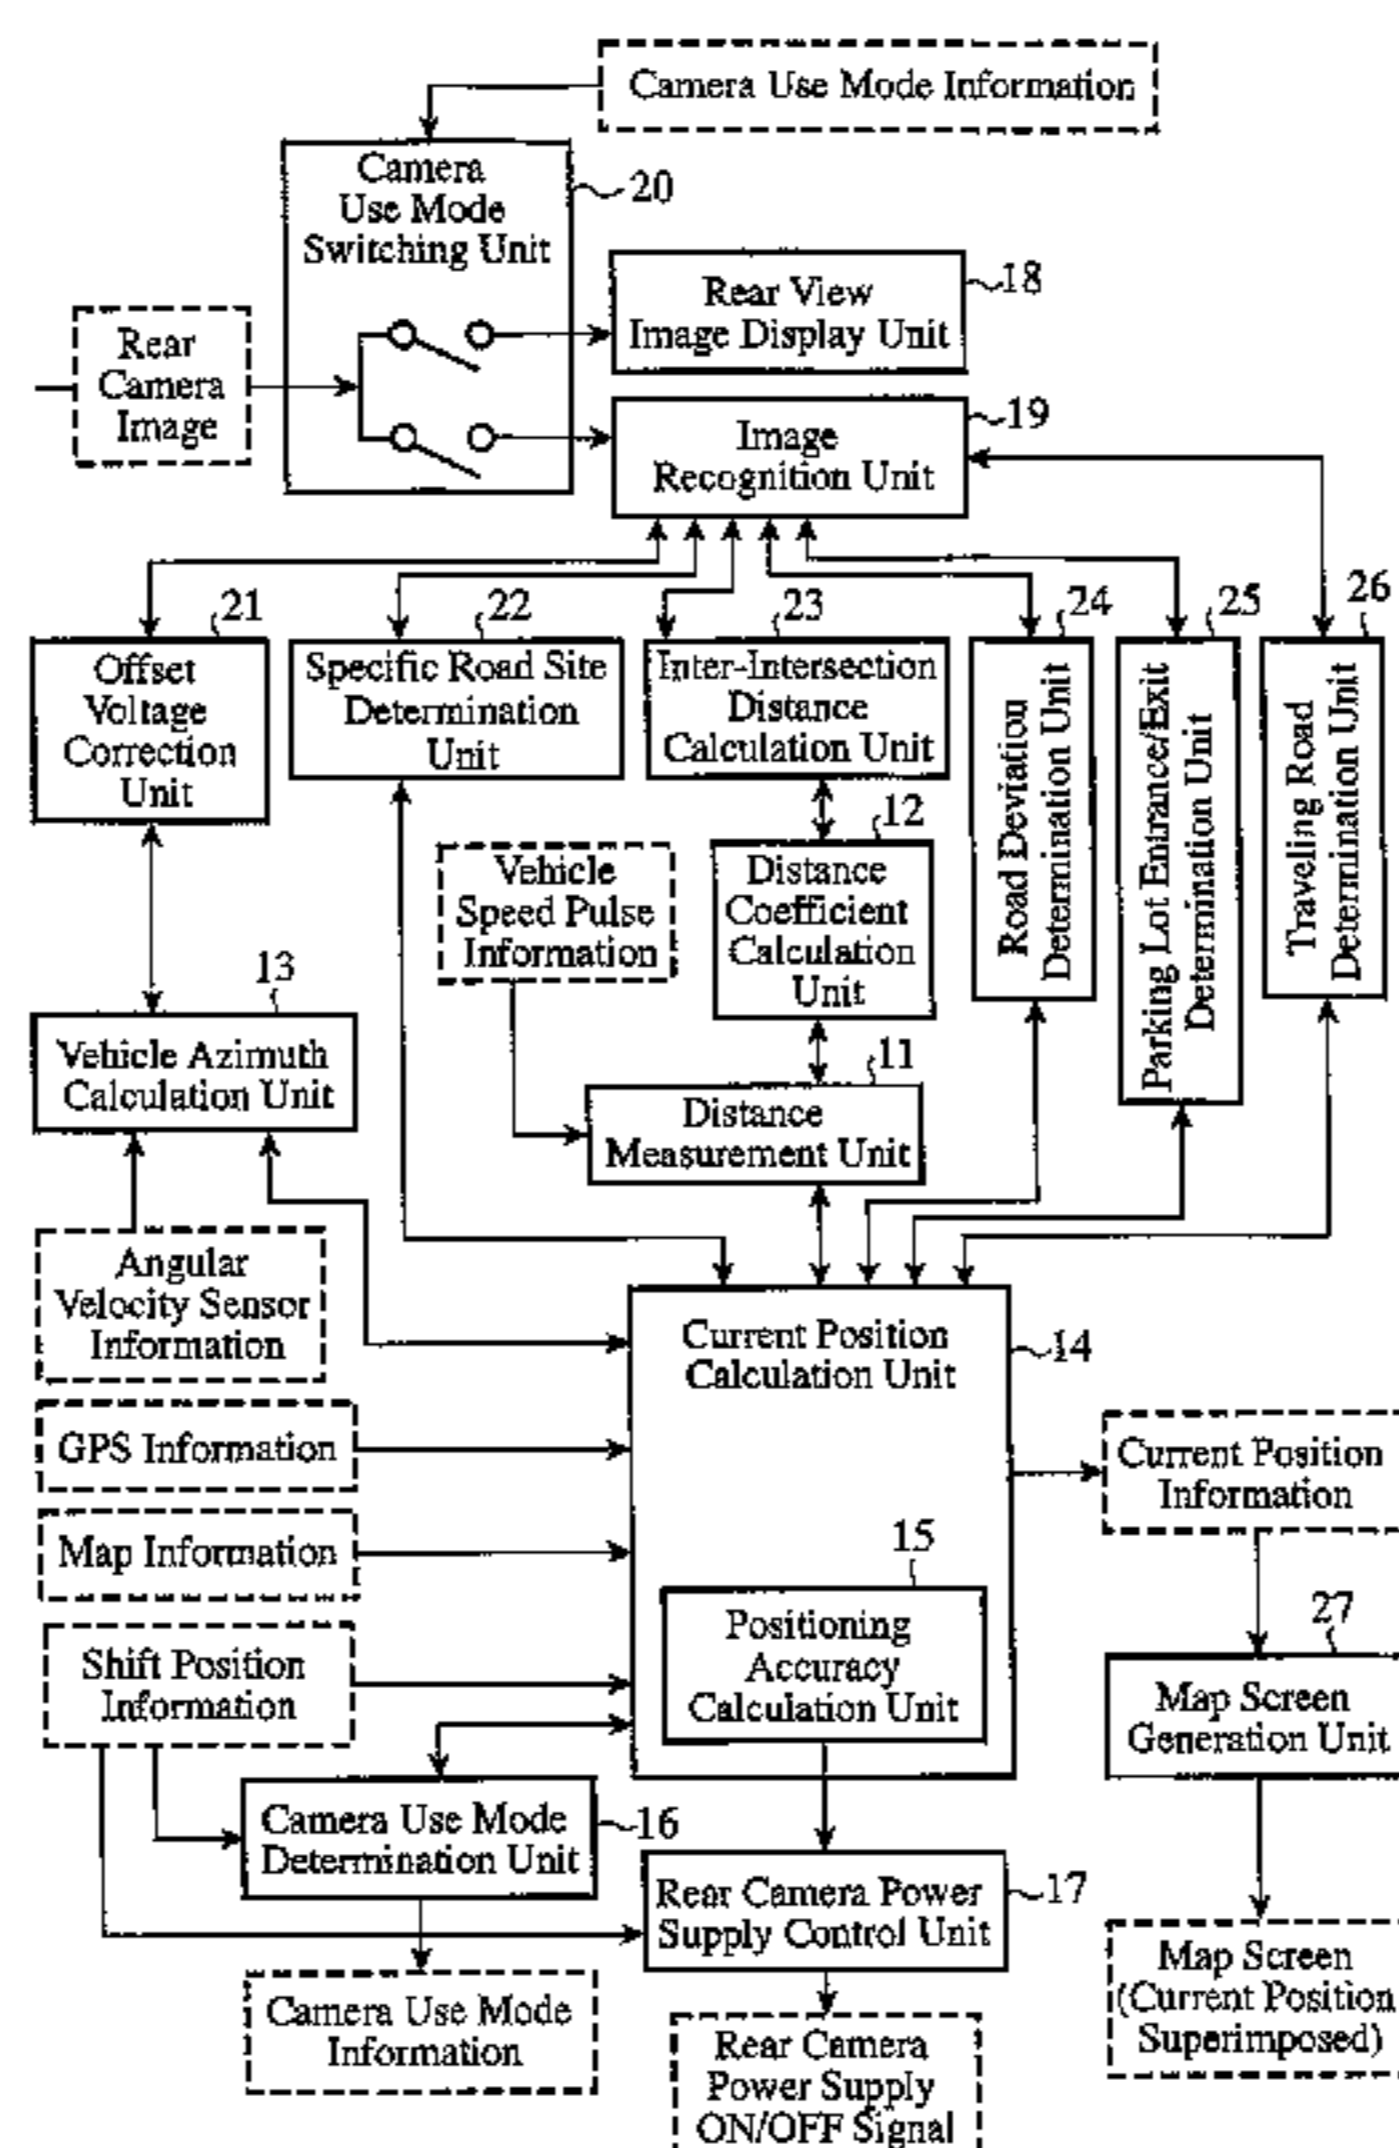 Camera Use Mode Information
Camera
Use Mode
Switching Unit
20
Rear View
Image Display Unit
18
Rear
Camera
Image
Image
Recognition Unit
19
21
22
23
24
25
26
Offset
Voltage
Correction
Unit
Specific Road Site
Determination
Unit
Inter-Intersection
Distance
Calculation Unit
Road Deviation
Determination Unit
Parking Lot Entrance/Exit
Determination Unit
Traveling Road
Determination Unit
Vehicle
Speed Pulse
Information
12
Distance
Coefficient
Calculation
Unit
13
Vehicle Azimuth
Calculation Unit
11
Distance
Measurement Unit
Angular
Velocity Sensor
Information
Current Position
Calculation Unit
14
GPS Information
Current Position
Information
Map Information
15
Positioning
Accuracy
Calculation Unit
Shift Position
Information
27
Map Screen
Generation Unit
Camera Use Mode
Determination Unit
16
Rear Camera Power
Supply Control Unit
17
Camera Use Mode
Information
Rear Camera
Power Supply
ON/OFF Signal
Map Screen
(Current Position
Superimposed)